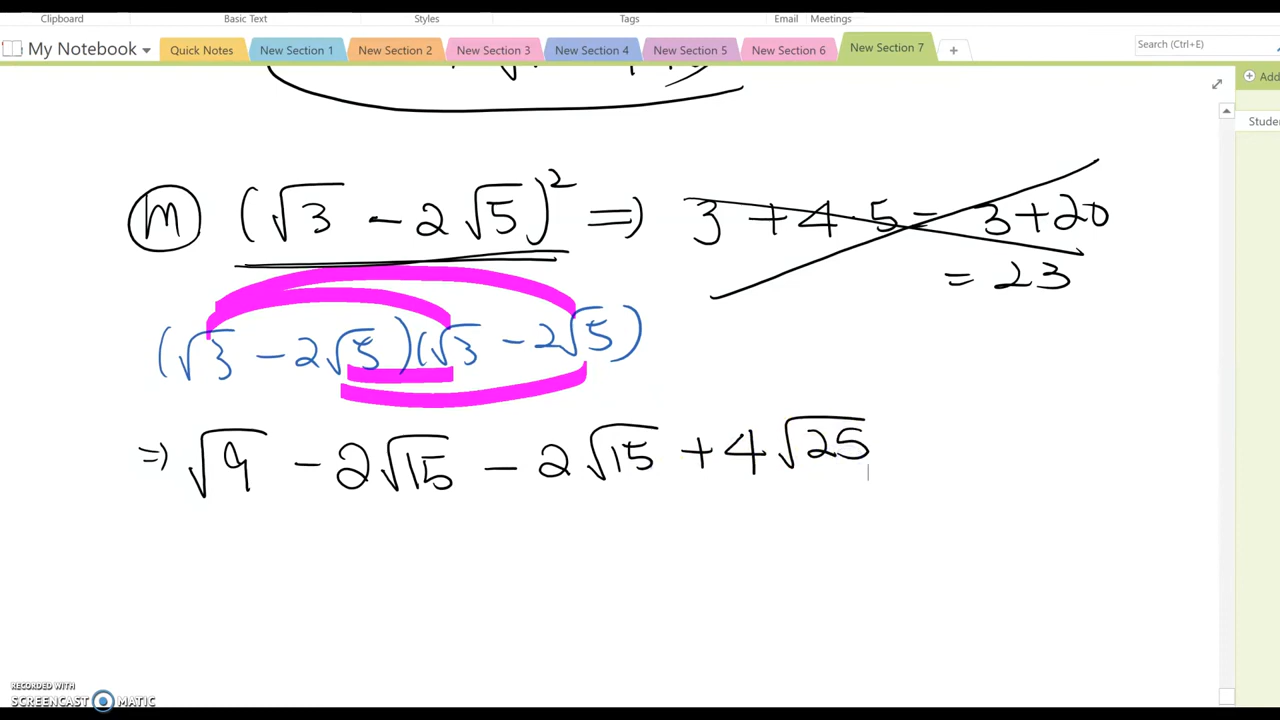 Clipboard Basic Text Styles Tags Email Meetings
My Notebook Quick Notes New Section 1 New Section 2 New Section 3 New Section 4 New Section 5 New Section 6 New Section 7 + Search (Ctrl+E)
Add
Stude
m (√3 - 2√5)² => 3 + 4·5 = 3+20
= 23
(√3 - 2√5)(√3 - 2√5)
=> √9 - 2√15 - 2√15 + 4√25
RECORDED WITH
SCREENCAST MATIC